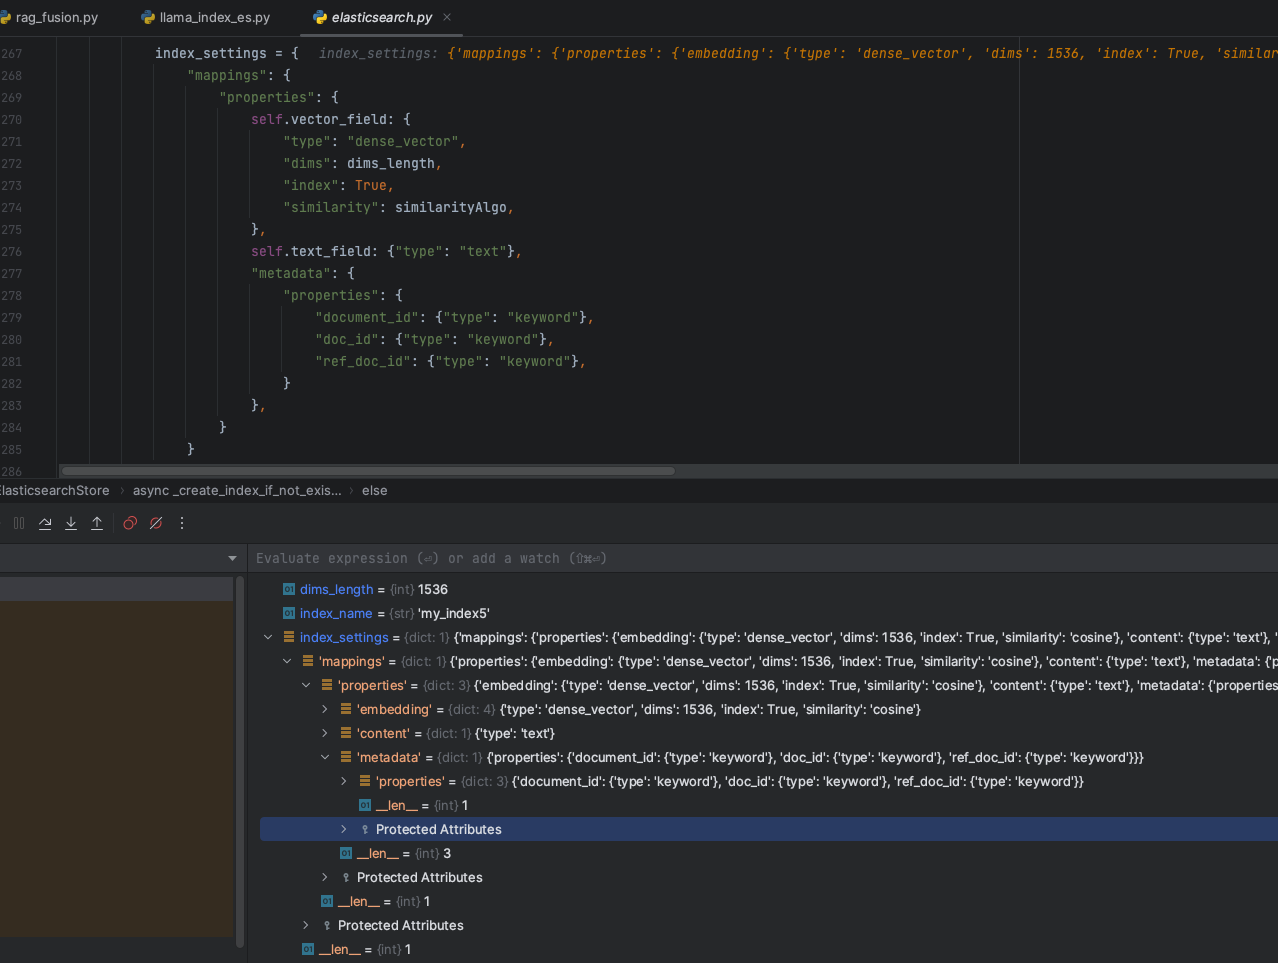 rag_fusion.py llama_index_es.py elasticsearch.py
267 index_settings = { index_settings: {'mappings': {'properties': {'embedding': {'type': 'dense_vector', 'dims': 1536, 'index': True, 'similar
268 "mappings": {
269 "properties": {
270 self.vector_field: {
271 "type": "dense_vector",
272 "dims": dims_length,
273 "index": True,
274 "similarity": similarityAlgo,
275 },
276 self.text_field: {"type": "text"},
277 "metadata": {
278 "properties": {
279 "document_id": {"type": "keyword"},
280 "doc_id": {"type": "keyword"},
281 "ref_doc_id": {"type": "keyword"},
282 }
283 },
284 }
285 }
286
ElasticsearchStore › async _create_index_if_not_exis... › else
Evaluate expression (⏎) or add a watch (⇧⌘⏎)
dims_length = {int} 1536
index_name = {str} 'my_index5'
index_settings = {dict: 1} {'mappings': {'properties': {'embedding': {'type': 'dense_vector', 'dims': 1536, 'index': True, 'similarity': 'cosine'}, 'content': {'type': 'text'}, '
'mappings' = {dict: 1} {'properties': {'embedding': {'type': 'dense_vector', 'dims': 1536, 'index': True, 'similarity': 'cosine'}, 'content': {'type': 'text'}, 'metadata': {'p
'properties' = {dict: 3} {'embedding': {'type': 'dense_vector', 'dims': 1536, 'index': True, 'similarity': 'cosine'}, 'content': {'type': 'text'}, 'metadata': {'properties
'embedding' = {dict: 4} {'type': 'dense_vector', 'dims': 1536, 'index': True, 'similarity': 'cosine'}
'content' = {dict: 1} {'type': 'text'}
'metadata' = {dict: 1} {'properties': {'document_id': {'type': 'keyword'}, 'doc_id': {'type': 'keyword'}, 'ref_doc_id': {'type': 'keyword'}}}
'properties' = {dict: 3} {'document_id': {'type': 'keyword'}, 'doc_id': {'type': 'keyword'}, 'ref_doc_id': {'type': 'keyword'}}
__len__ = {int} 1
Protected Attributes
__len__ = {int} 3
Protected Attributes
__len__ = {int} 1
Protected Attributes
__len__ = {int} 1